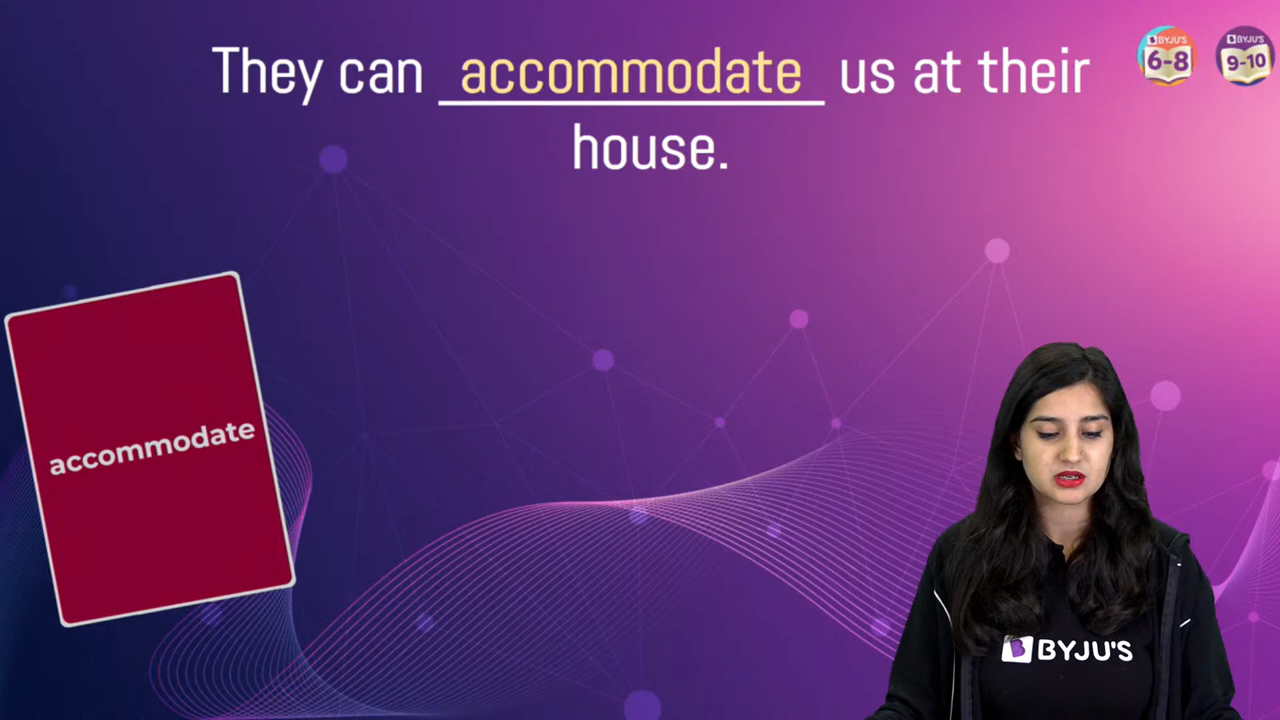 They can accommodate us at their
house.
BYJU'S
6-8
BYJU'S
9-10
accommodate
BYJU'S